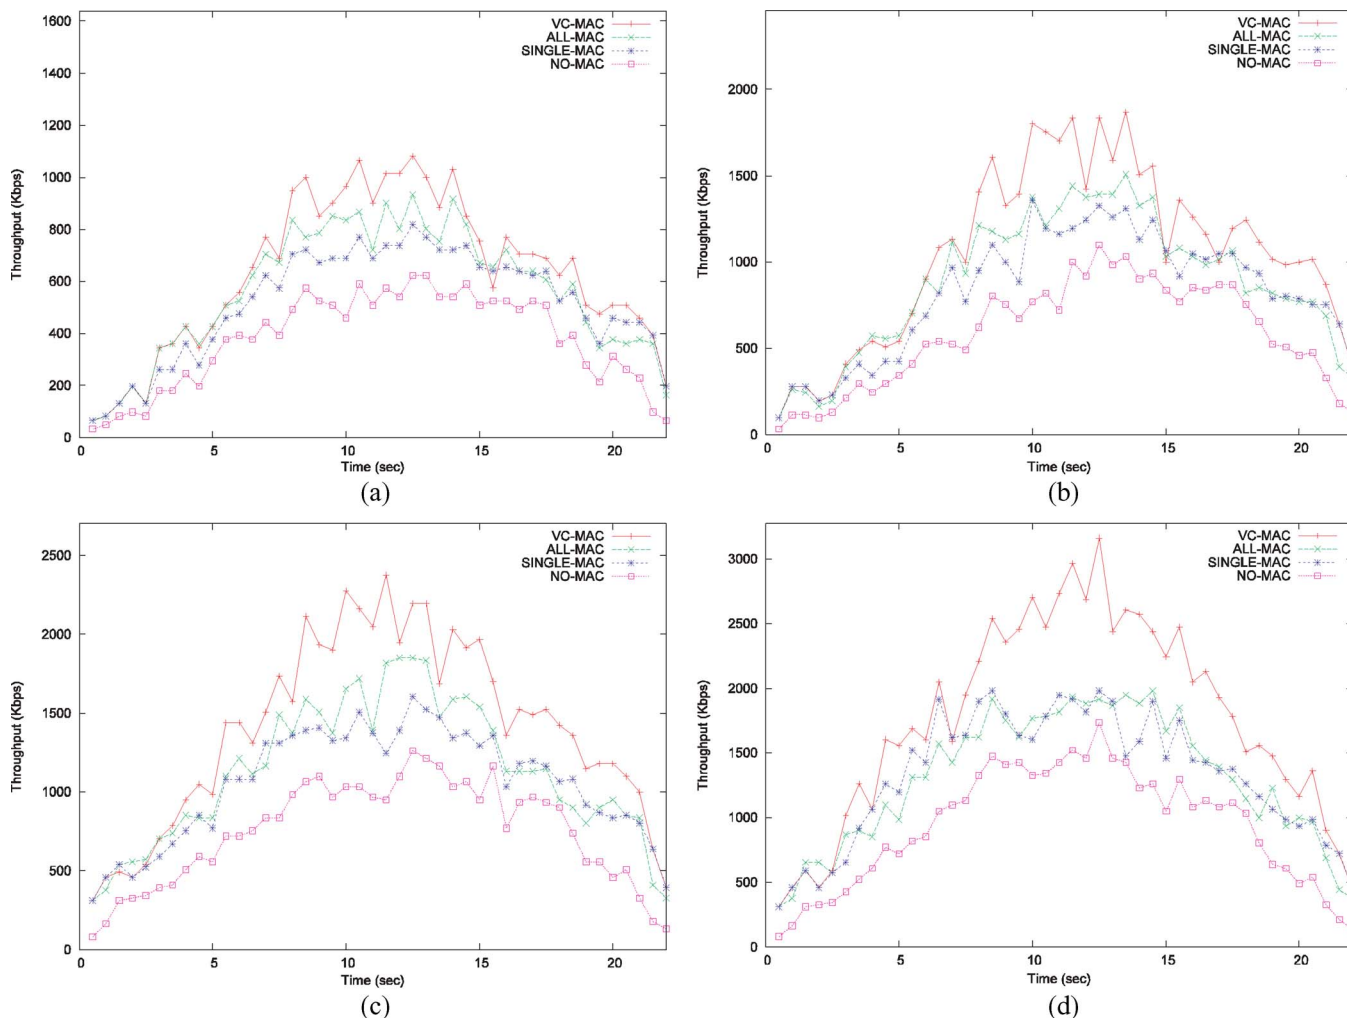 1600
1400
1200
1000
800
600
400
200
0
Throughput (Kbps)
VC-MAC
ALL-MAC
SINGLE-MAC
NO-MAC
0 5 10 15 20
Time (sec)
(a)
2000
1500
1000
500
0
Throughput (Kbps)
VC-MAC
ALL-MAC
SINGLE-MAC
NO-MAC
0 5 10 15 20
Time (sec)
(b)
2500
2000
1500
1000
500
0
Throughput (Kbps)
VC-MAC
ALL-MAC
SINGLE-MAC
NO-MAC
0 5 10 15 20
Time (sec)
(c)
3000
2500
2000
1500
1000
500
0
Throughput (Kbps)
VC-MAC
ALL-MAC
SINGLE-MAC
NO-MAC
0 5 10 15 20
Time (sec)
(d)